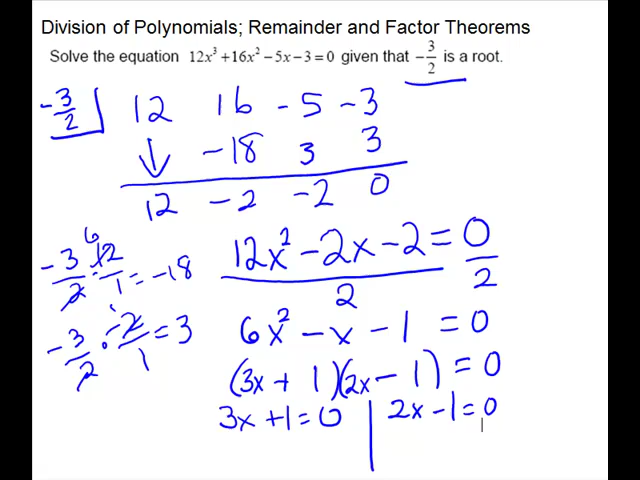 Division of Polynomials; Remainder and Factor Theorems
Solve the equation 12x³ +16x² −5x−3=0 given that −3/2 is a root.
-3/2 | 12 16 -5 -3
↓ -18 3 3
12 -2 -2 0
12x² -2x -2 = 0
2 2
-3/2 · 12/1 = -18
6
-3/2 · -2/1 = 3
1
6x² - x - 1 = 0
(3x + 1)(2x - 1) = 0
3x +1=0 | 2x -1=0